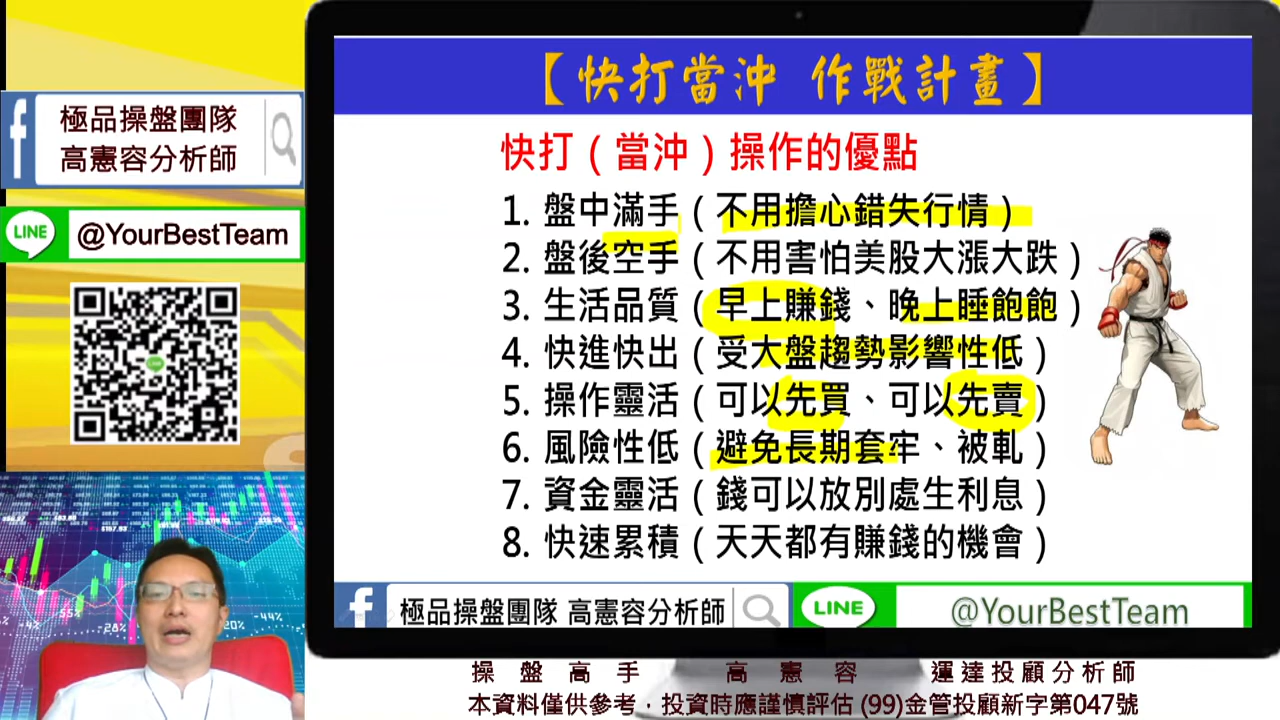 極品操盤團隊
高憲容分析師
LINE
@YourBestTeam
【快打當沖 作戰計畫】
快打（當沖）操作的優點
1. 盤中滿手（不用擔心錯失行情）
2. 盤後空手（不用害怕美股大漲大跌）
3. 生活品質（早上賺錢、晚上睡飽飽）
4. 快進快出（受大盤趨勢影響性低）
5. 操作靈活（可以先買、可以先賣）
6. 風險性低（避免長期套牢、被軋）
7. 資金靈活（錢可以放別處生利息）
8. 快速累積（天天都有賺錢的機會）
極品操盤團隊 高憲容分析師
LINE
@YourBestTeam
操盤高手 高憲容 運達投顧分析師
本資料僅供參考，投資時應謹慎評估 (99)金管投顧新字第047號